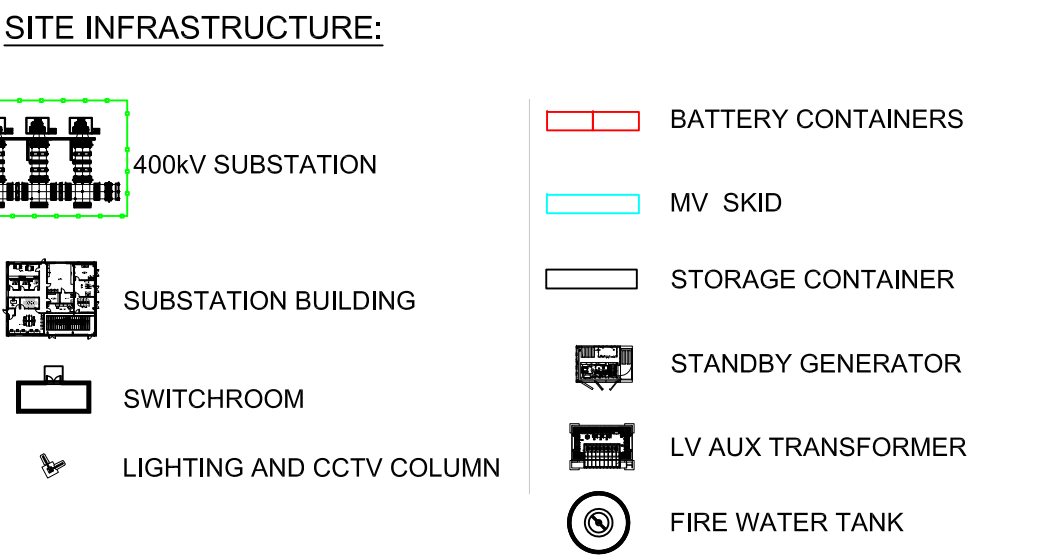 SITE INFRASTRUCTURE:
400kV SUBSTATION
SUBSTATION BUILDING
SWITCHROOM
LIGHTING AND CCTV COLUMN
BATTERY CONTAINERS
MV SKID
STORAGE CONTAINER
STANDBY GENERATOR
LV AUX TRANSFORMER
FIRE WATER TANK